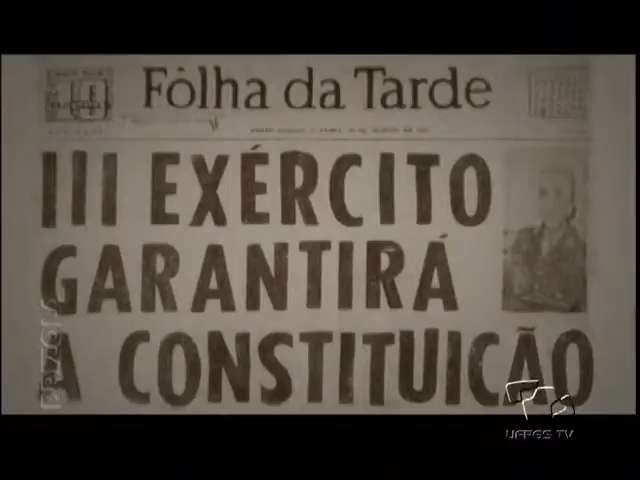 Fôlha da Tarde
III EXÉRCITO
GARANTIRÁ
A CONSTITUIÇÃO
UFRGS TV